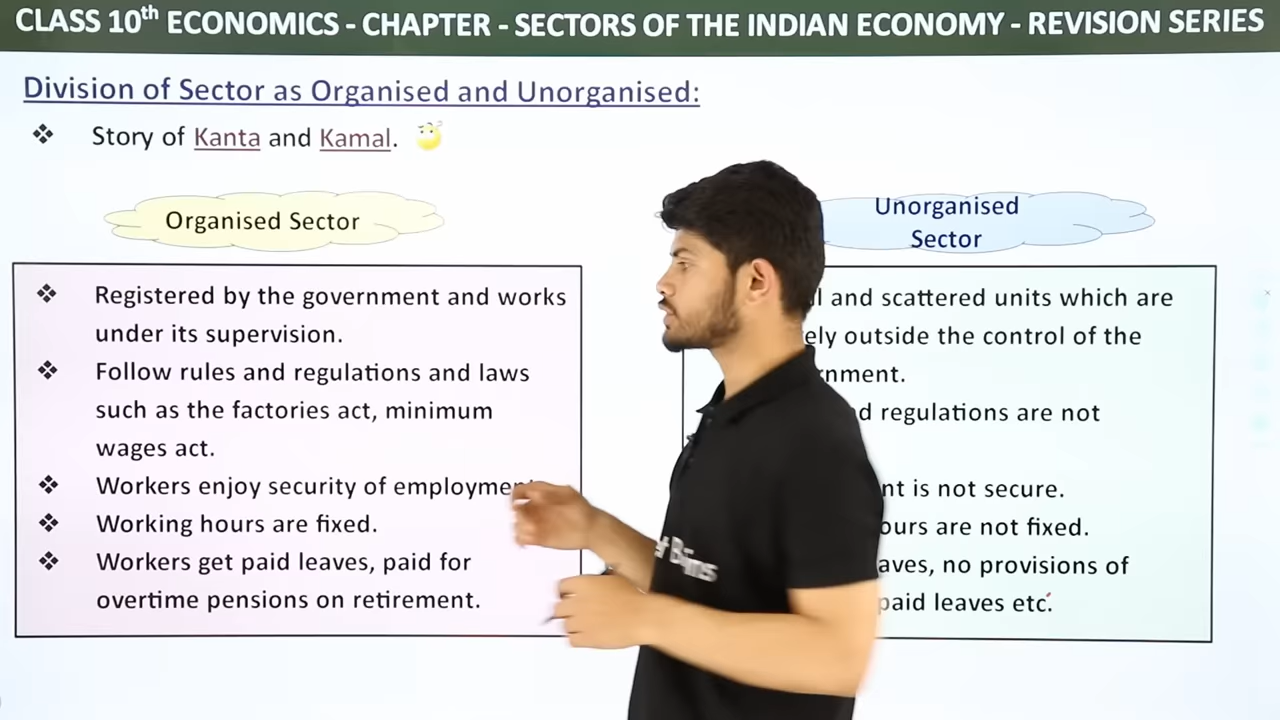 CLASS 10th ECONOMICS - CHAPTER - SECTORS OF THE INDIAN ECONOMY - REVISION SERIES
Division of Sector as Organised and Unorganised:
❖ Story of Kanta and Kamal.
Organised Sector
❖ Registered by the government and works
under its supervision.
❖ Follow rules and regulations and laws
such as the factories act, minimum
wages act.
❖ Workers enjoy security of
❖ Working hours are fixed.
❖ Workers get paid leaves, paid for
overtime pensions on retirement.
Unorganised
Sector
and scattered units which are
outside the control of the
regulations are not
is not secure.
are not fixed.
no provisions of
paid leaves etc.